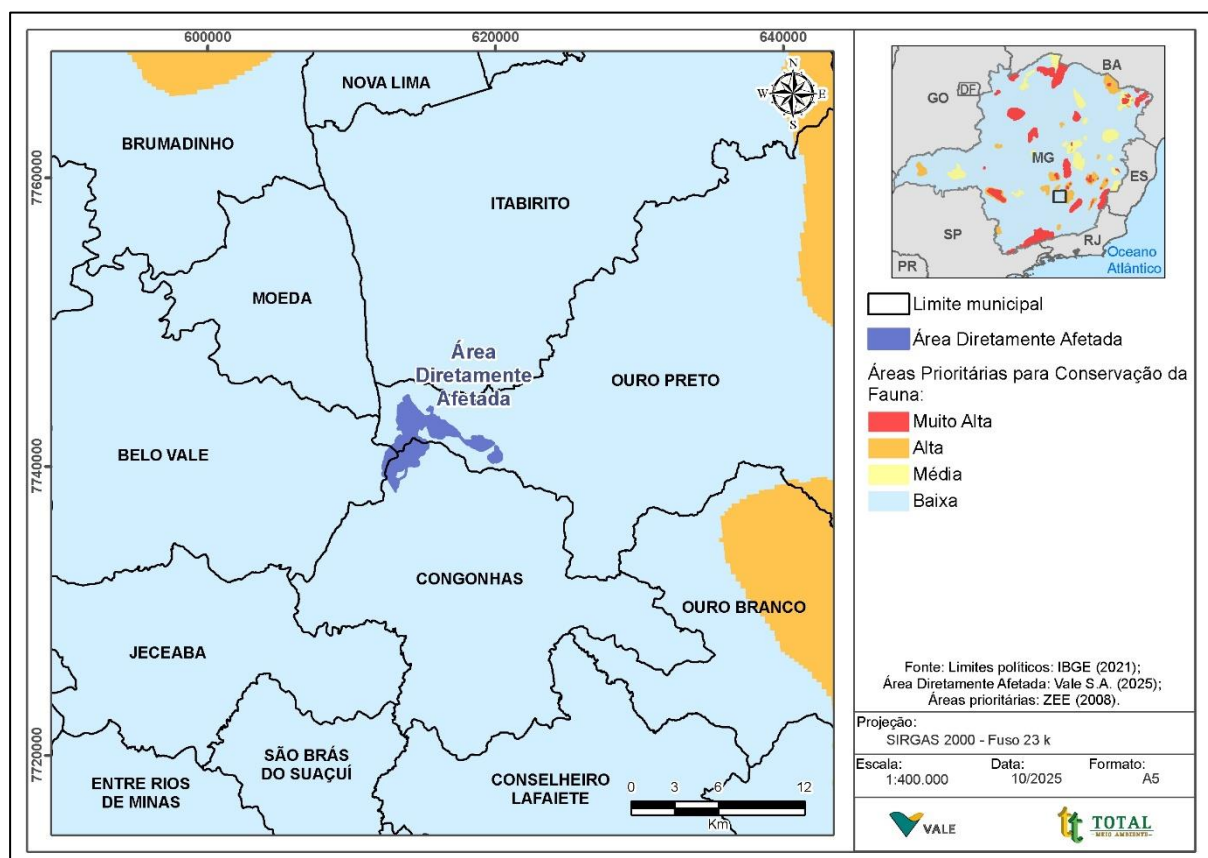 600000
620000
640000
7760000
7740000
7720000
NOVA LIMA
N
W
E
S
BRUMADINHO
ITABIRITO
MOEDA
Área
Diretamente
Afetada
OURO PRETO
BELO VALE
CONGONHAS
OURO BRANCO
JECEABA
SÃO BRÁS
DO SUAÇUÍ
ENTRE RIOS
DE MINAS
CONSELHEIRO
LAFAIETE
0 3 6 12
Km
BA
GO
DF
MG
ES
SP
RJ
PR
Oceano
Atlântico
Limite municipal
Área Diretamente Afetada
Áreas Prioritárias para Conservação da
Fauna:
Muito Alta
Alta
Média
Baixa
Fonte: Limites políticos: IBGE (2021);
Área Diretamente Afetada: Vale S.A. (2025);
Áreas prioritárias: ZEE (2008).
Projeção:
SIRGAS 2000 - Fuso 23 k
Escala:
1:400.000
Data:
10/2025
Formato:
A5
VALE
TOTAL
MEIO AMBIENTE